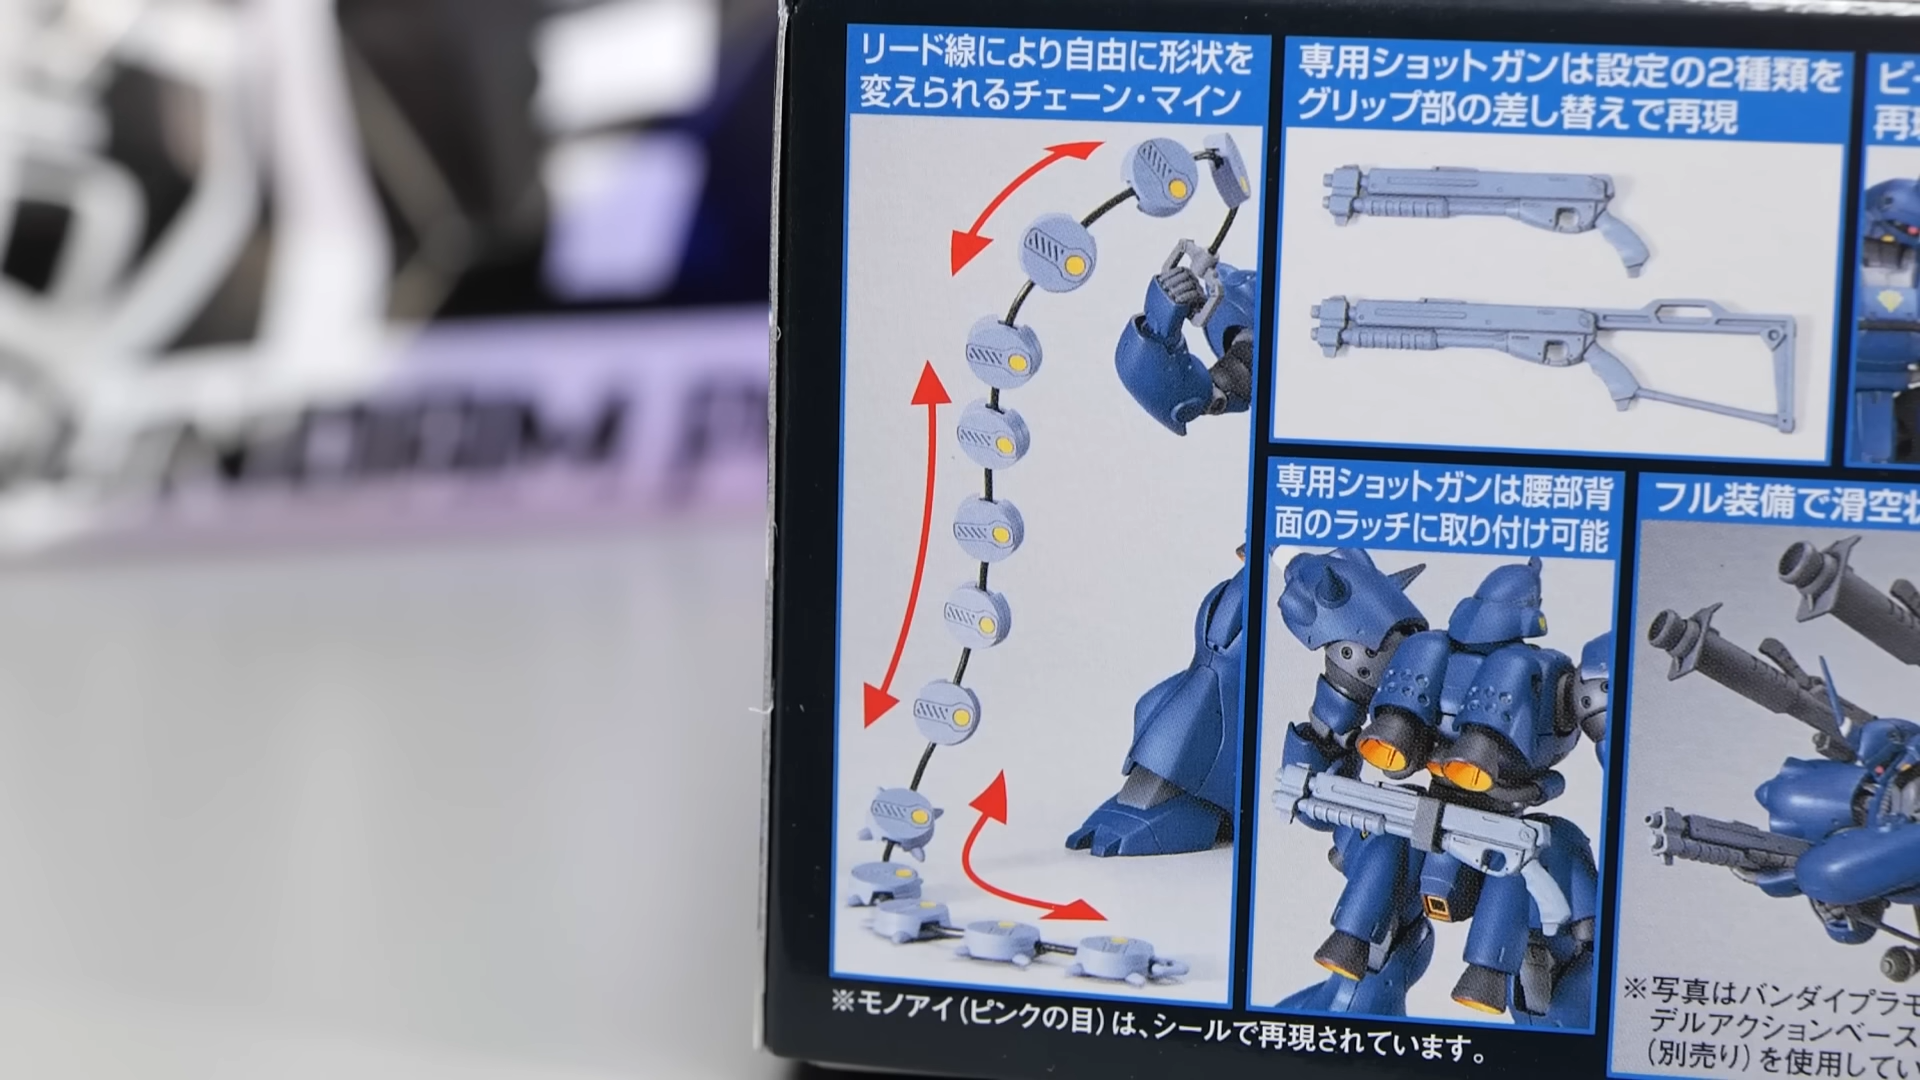 リード線により自由に形状を
変えられるチェーン・マイン
専用ショットガンは設定の2種類を
グリップ部の差し替えで再現
ビ
再現
専用ショットガンは腰部背
面のラッチに取り付け可能
フル装備で滑空状
※モノアイ(ピンクの目)は、シールで再現されています。
※写真はバンダイプラモ
デルアクションベース
(別売り)を使用してい